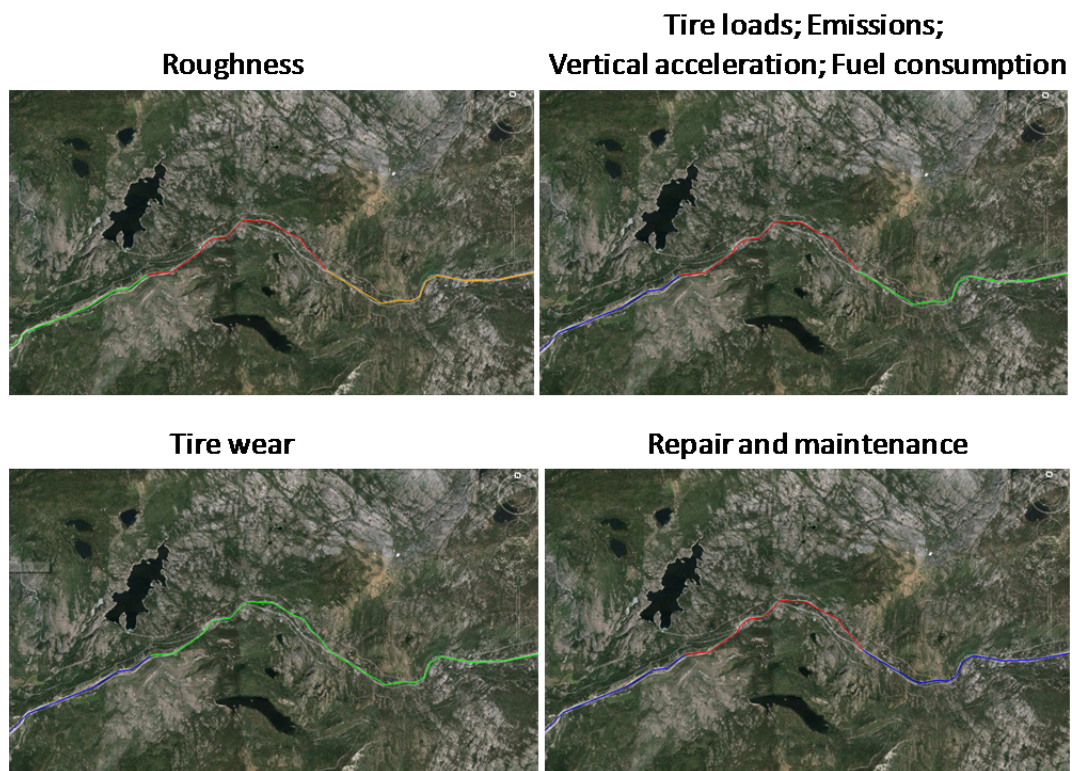 Roughness
Tire loads; Emissions;
Vertical acceleration; Fuel consumption
Tire wear
Repair and maintenance